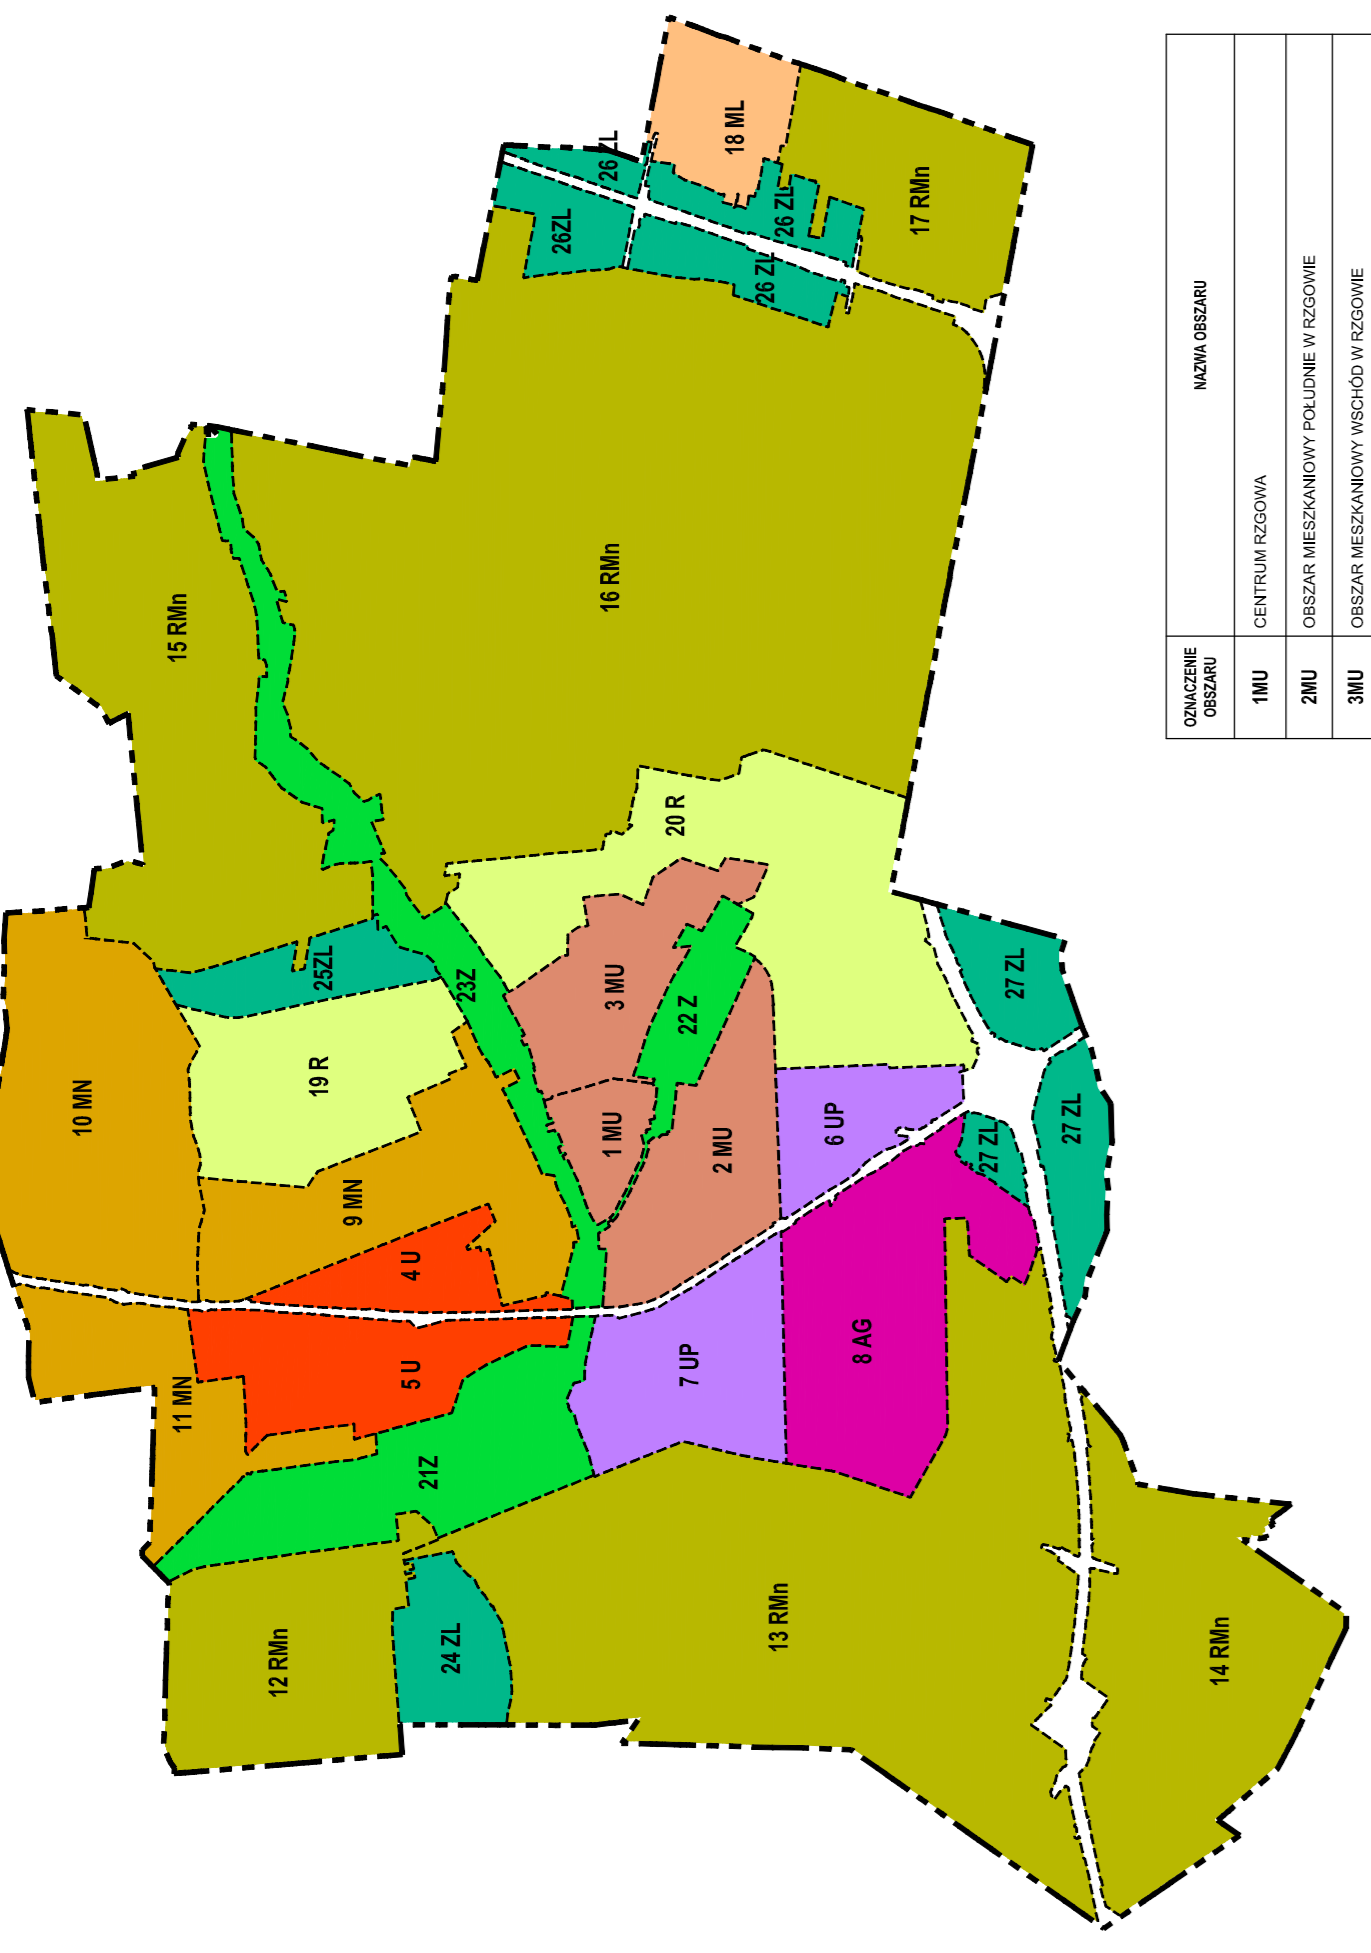 10 MN
11 MN
12 RMn
15 RMn
25ZL
19 R
9 MN
4 U
5 U
21Z
24 ZL
23Z
26ZL
26 ZL
18 ML
26 ZL
26 ZL
17 RMn
16 RMn
20 R
3 MU
22 Z
1 MU
2 MU
6 UP
7 UP
8 AG
13 RMn
14 RMn
27 ZL
27 ZL
27 ZL
OZNACZENIE
OBSZARU
NAZWA OBSZARU
1MU
CENTRUM RZGOWA
2MU
OBSZAR MIESZKANIOWY POŁUDNIE W RZGOWIE
3MU
OBSZAR MESZKANIOWY WSCHÓD W RZGOWIE